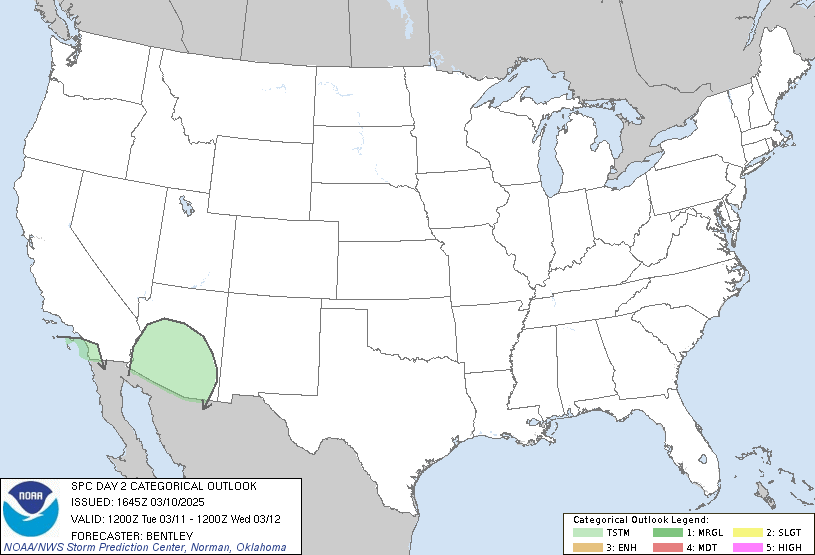 NOAA
SPC DAY 2 CATEGORICAL OUTLOOK
ISSUED: 1645Z 03/10/2025
VALID: 1200Z Tue 03/11 - 1200Z Wed 03/12
FORECASTER: BENTLEY
NOAA/NWS Storm Prediction Center, Norman, Oklahoma
Categorical Outlook Legend:
TSTM 1: MRGL 2: SLGT
3: ENH 4: MDT 5: HIGH